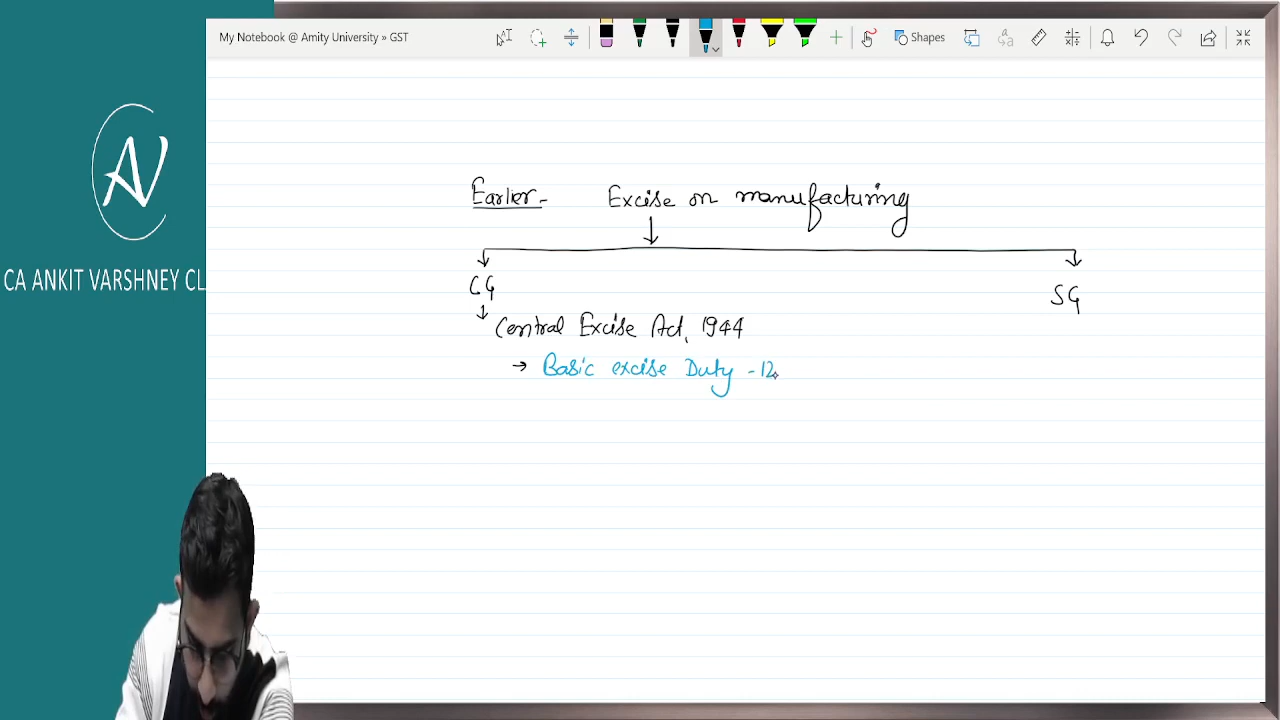 My Notebook @ Amity University » GST
Shapes
AV
CA ANKIT VARSHNEY CL
Earlier- Excise on manufacturing
CG SG
Central Excise Act, 1944
→ Basic excise Duty - 12